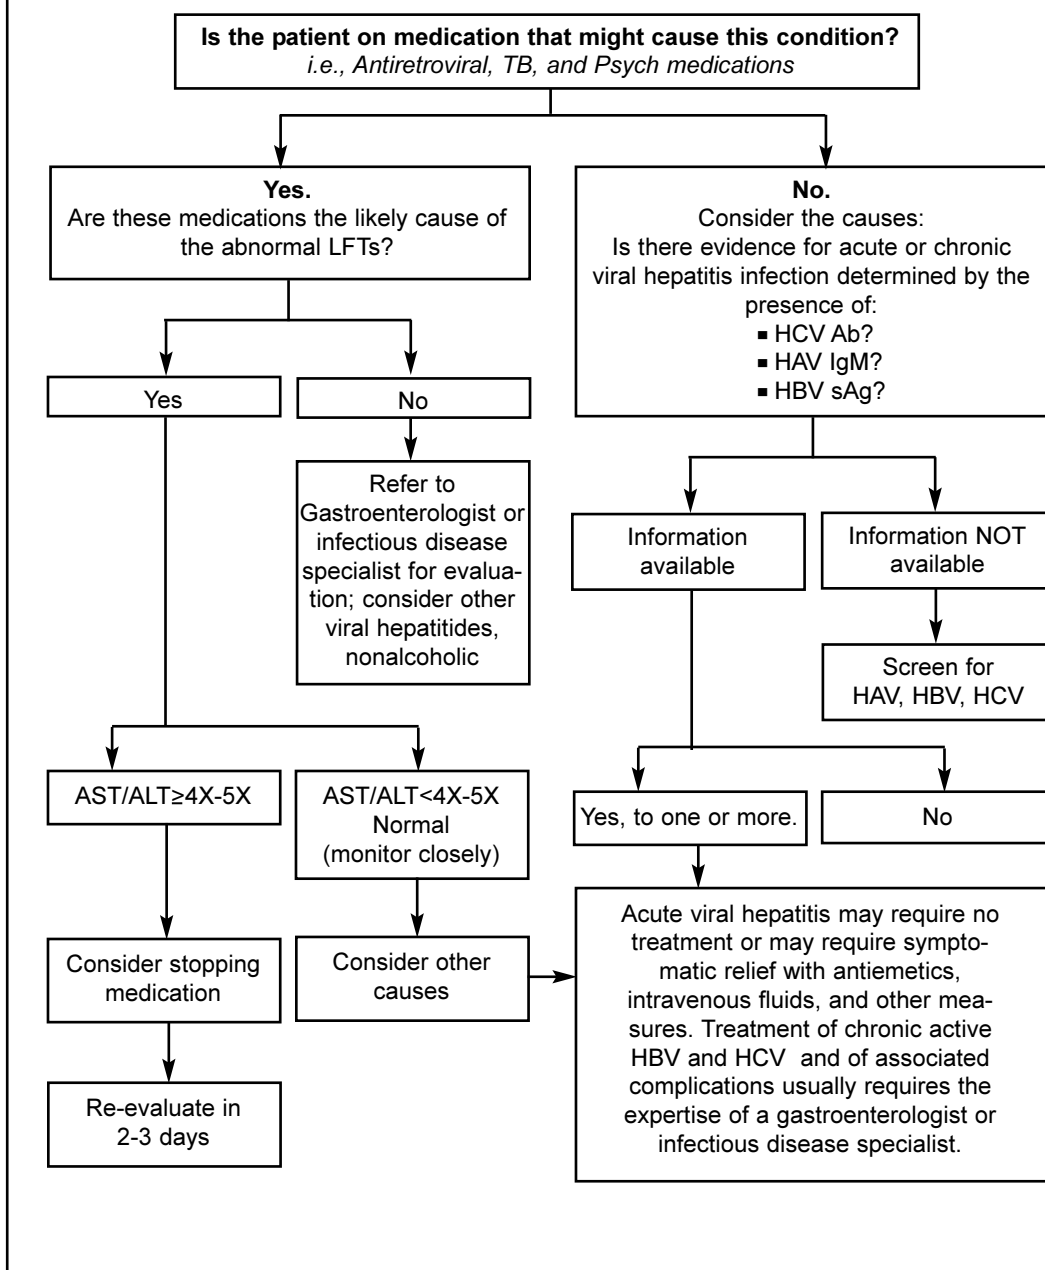 Is the patient on medication that might cause this condition?
i.e., Antiretroviral, TB, and Psych medications
Yes.
Are these medications the likely cause of
the abnormal LFTs?
No.
Consider the causes:
Is there evidence for acute or chronic
viral hepatitis infection determined by the
presence of:
▪ HCV Ab?
▪ HAV IgM?
▪ HBV sAg?
Yes
No
Refer to
Gastroenterologist or
infectious disease
specialist for evalua-
tion; consider other
viral hepatitides,
nonalcoholic
Information
available
Information NOT
available
Screen for
HAV, HBV, HCV
AST/ALT≥4X-5X
AST/ALT<4X-5X
Normal
(monitor closely)
Yes, to one or more.
No
Consider stopping
medication
Consider other
causes
Re-evaluate in
2-3 days
Acute viral hepatitis may require no
treatment or may require sympto-
matic relief with antiemetics,
intravenous fluids, and other mea-
sures. Treatment of chronic active
HBV and HCV and of associated
complications usually requires the
expertise of a gastroenterologist or
infectious disease specialist.